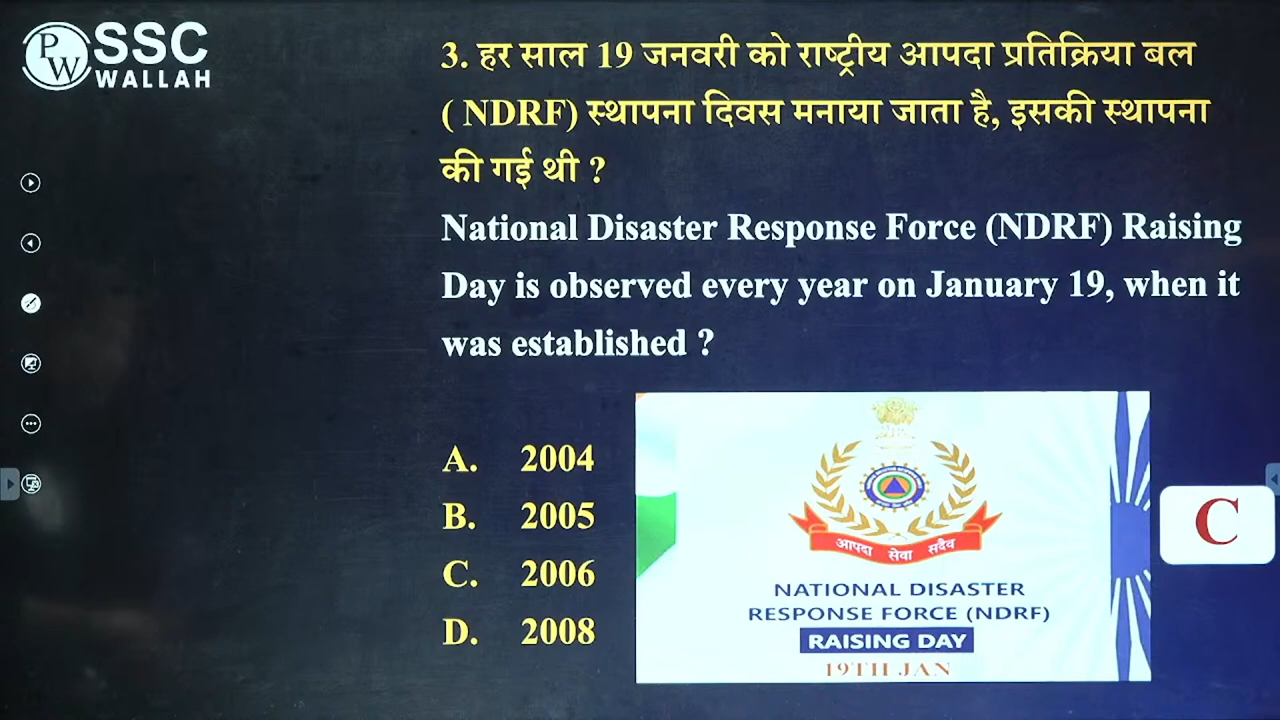 PW SSC
WALLAH
3. हर साल 19 जनवरी को राष्ट्रीय आपदा प्रतिक्रिया बल
( NDRF) स्थापना दिवस मनाया जाता है, इसकी स्थापना
की गई थी ?
National Disaster Response Force (NDRF) Raising
Day is observed every year on January 19, when it
was established ?
A. 2004
B. 2005
C. 2006
D. 2008
आपदा सेवा सदैव
NATIONAL DISASTER
RESPONSE FORCE (NDRF)
RAISING DAY
19TH JAN
C